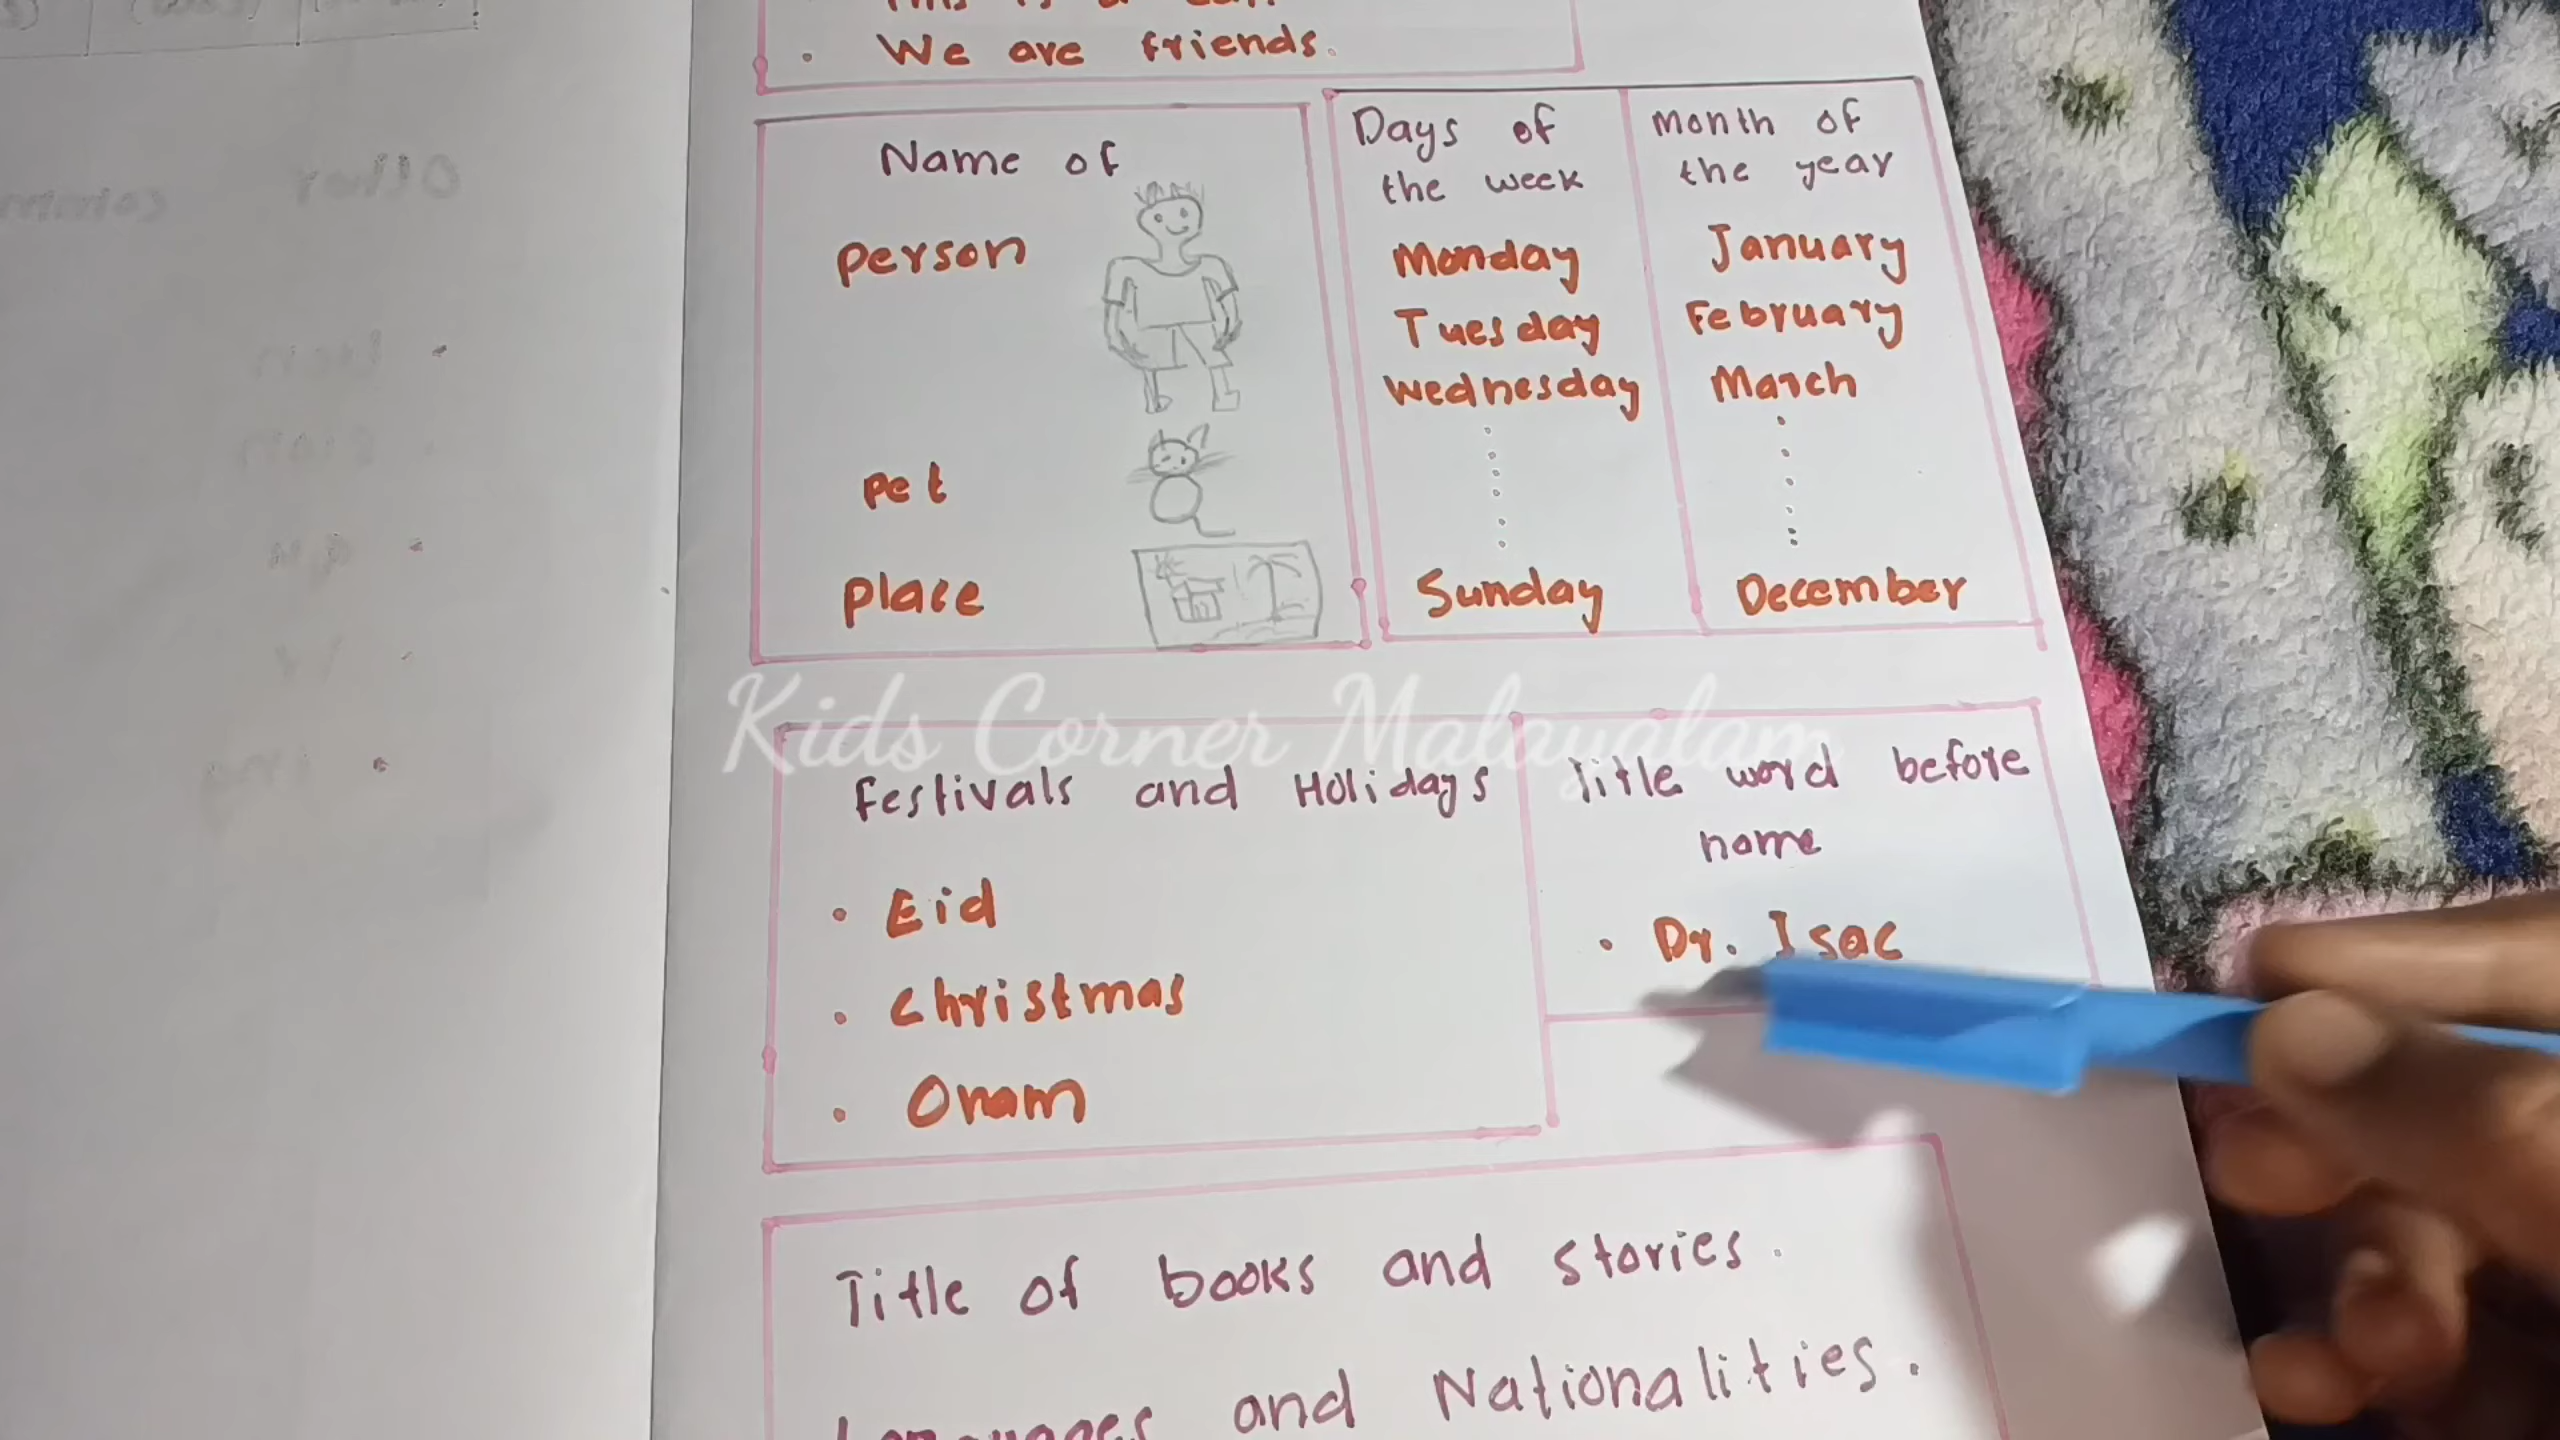 We are friends.
Name of
person
pet
place
Days of
the week
Monday
Tuesday
Wednesday
Sunday
Month of
the year
January
February
March
December
Kids Corner Malayalam
Festivals and Holidays
• Eid
• Christmas
• Onam
Title word before
name
• Dr. Isac
Title of books and stories.
and Nationalities.